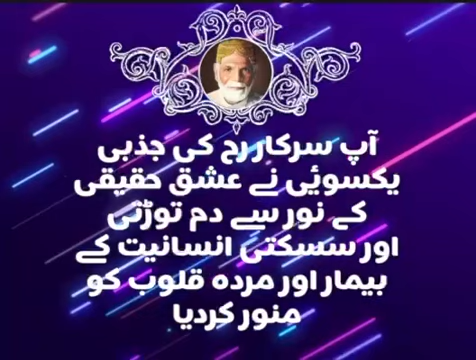 آپ سرکار رح کی جذبی
یکسوئی نے عشق حقیقی
کے نور سے دم توڑتی
اور سسکتی انسانیت کے
بیمار اور مردہ قلوب کو
منور کردیا